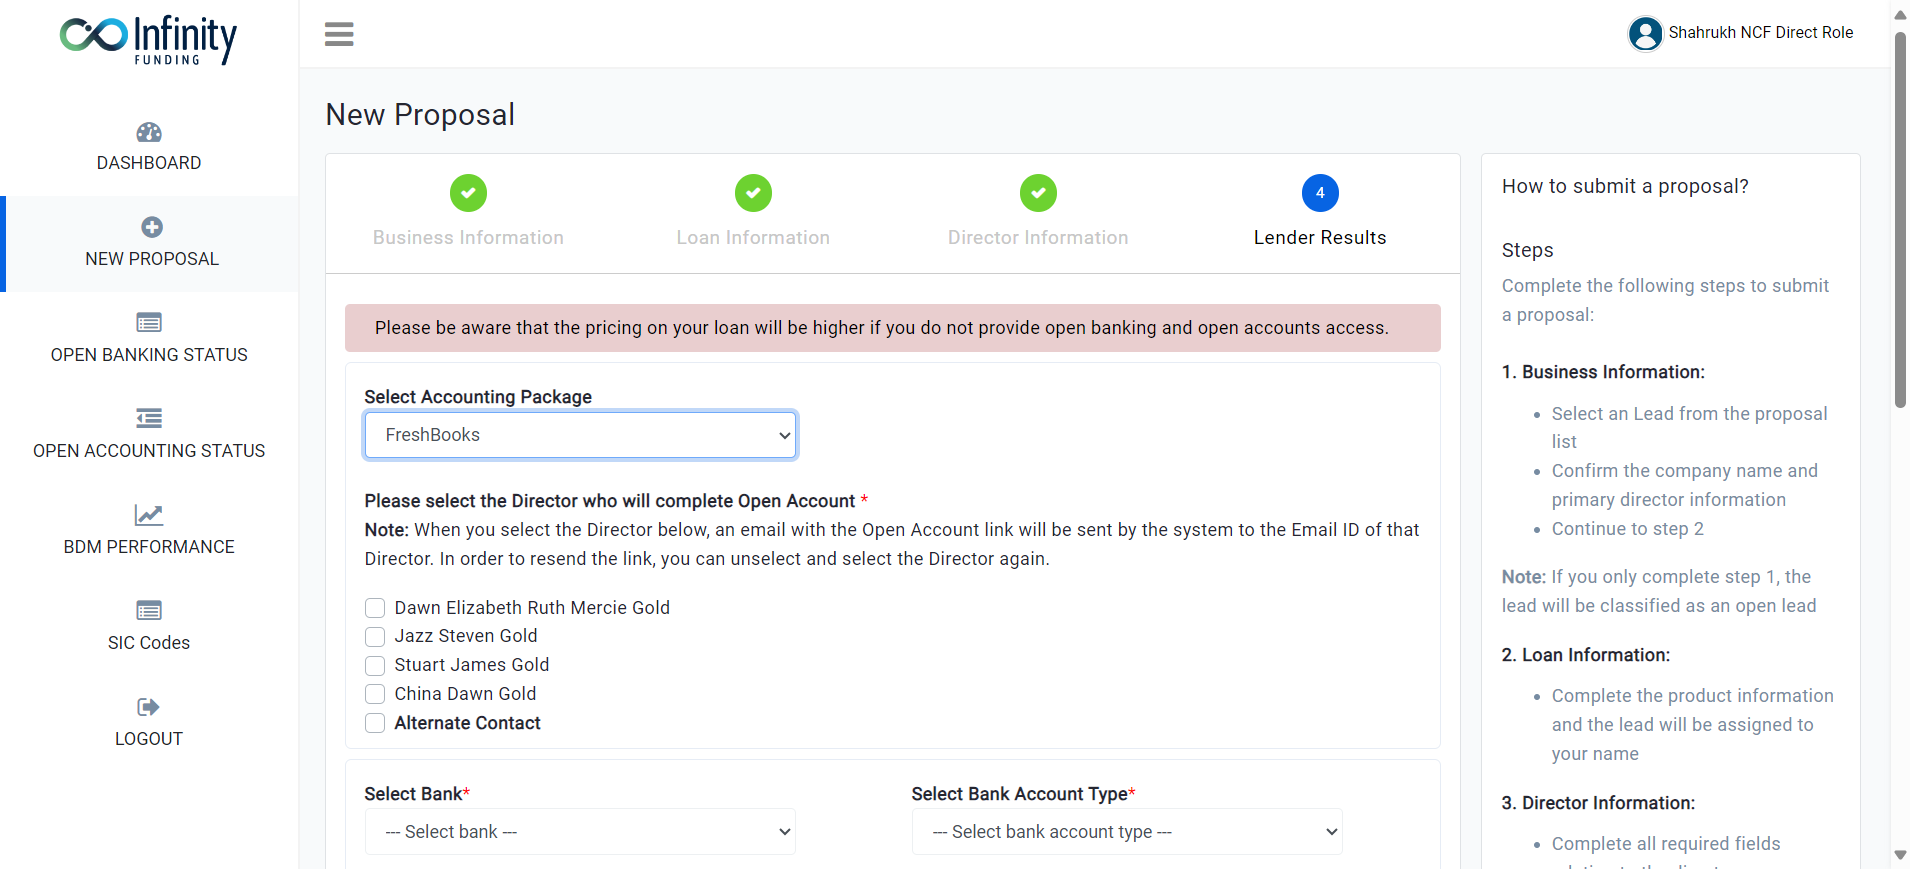 Infinity
FUNDING
Shahrukh NCF Direct Role
DASHBOARD
NEW PROPOSAL
OPEN BANKING STATUS
OPEN ACCOUNTING STATUS
BDM PERFORMANCE
SIC Codes
LOGOUT
New Proposal
4
Business Information
Loan Information
Director Information
Lender Results
Please be aware that the pricing on your loan will be higher if you do not provide open banking and open accounts access.
Select Accounting Package
FreshBooks
Please select the Director who will complete Open Account *
Note: When you select the Director below, an email with the Open Account link will be sent by the system to the Email ID of that
Director. In order to resend the link, you can unselect and select the Director again.
Dawn Elizabeth Ruth Mercie Gold
Jazz Steven Gold
Stuart James Gold
China Dawn Gold
Alternate Contact
Select Bank*
--- Select bank ---
Select Bank Account Type*
--- Select bank account type ---
How to submit a proposal?
Steps
Complete the following steps to submit
a proposal:
1. Business Information:
Select an Lead from the proposal
list
Confirm the company name and
primary director information
Continue to step 2
Note: If you only complete step 1, the
lead will be classified as an open lead
2. Loan Information:
Complete the product information
and the lead will be assigned to
your name
3. Director Information:
Complete all required fields